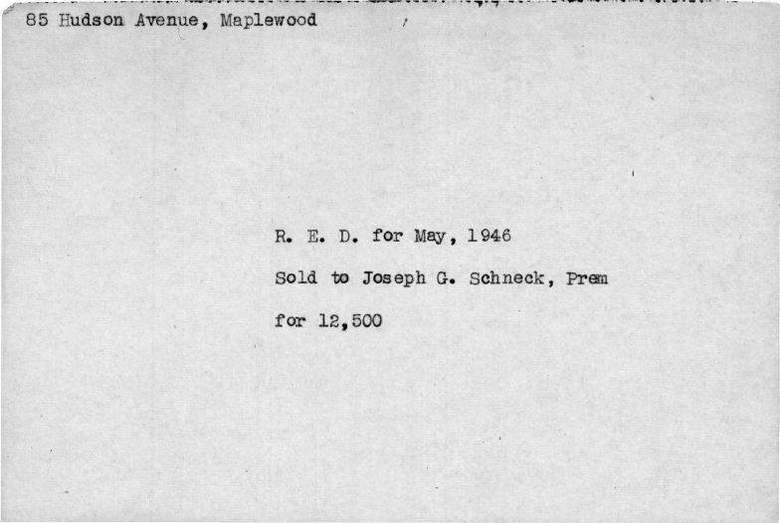 85 Hudson Avenue, Maplewood
R. E. D. for May, 1946
Sold to Joseph G. Schneck, Prem
for 12,500